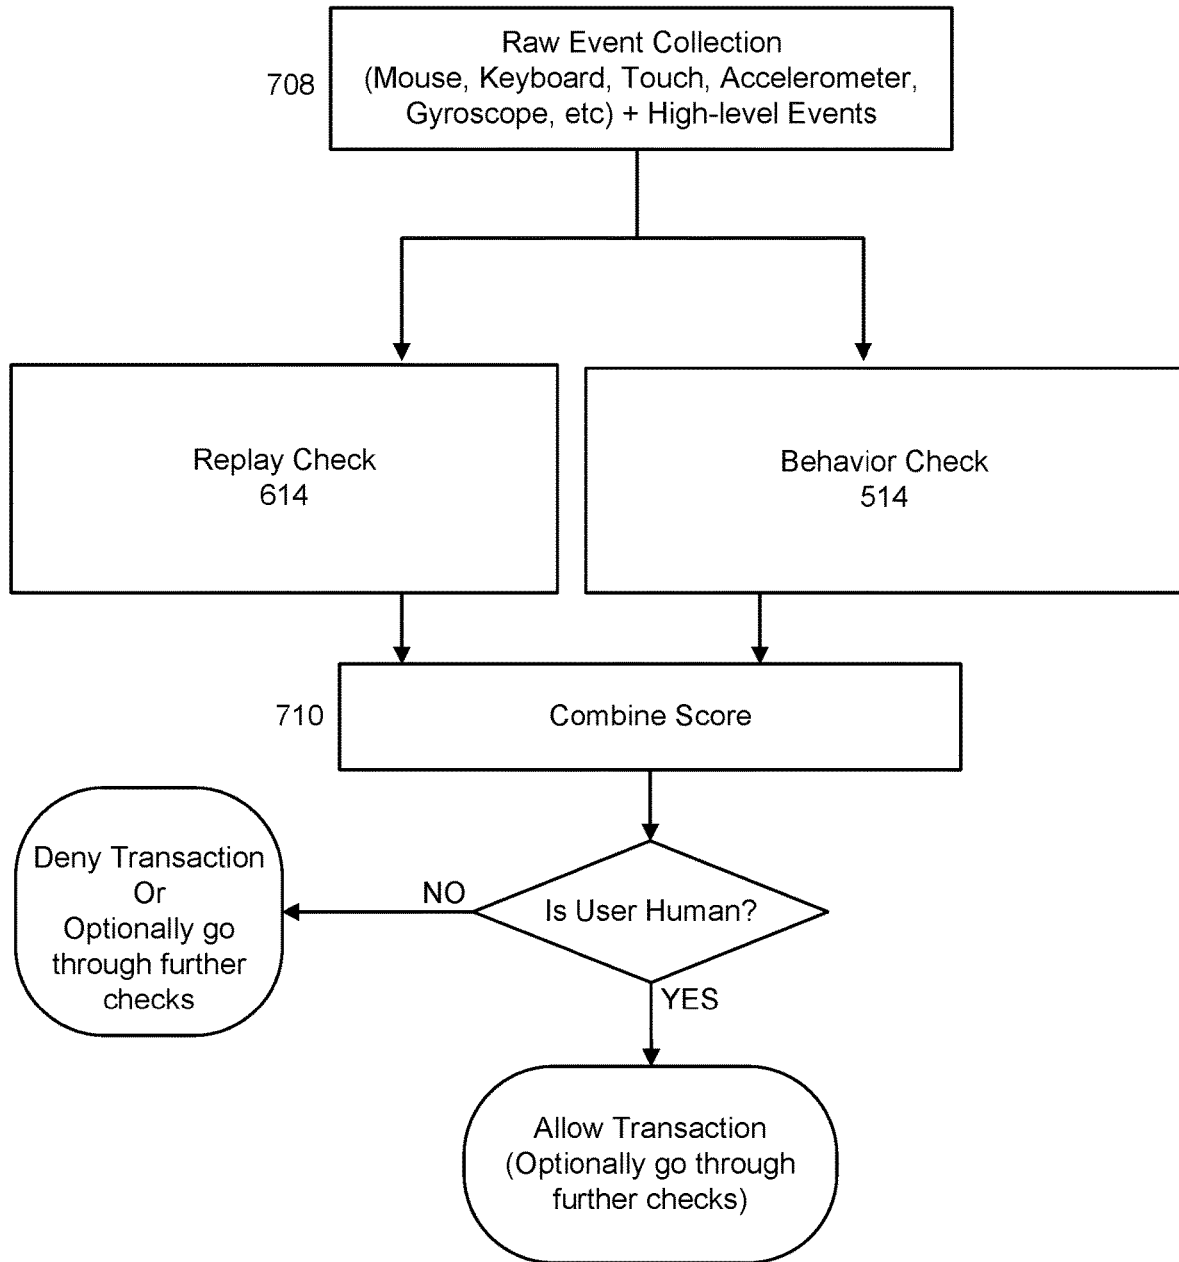 Raw Event Collection
708
(Mouse, Keyboard, Touch, Accelerometer,
Gyroscope, etc) + High-level Events
Replay Check
614
Behavior Check
514
710
Combine Score
Deny Transaction
Or
Optionally go
through further
checks
NO
Is User Human?
YES
Allow Transaction
(Optionally go through
further checks)